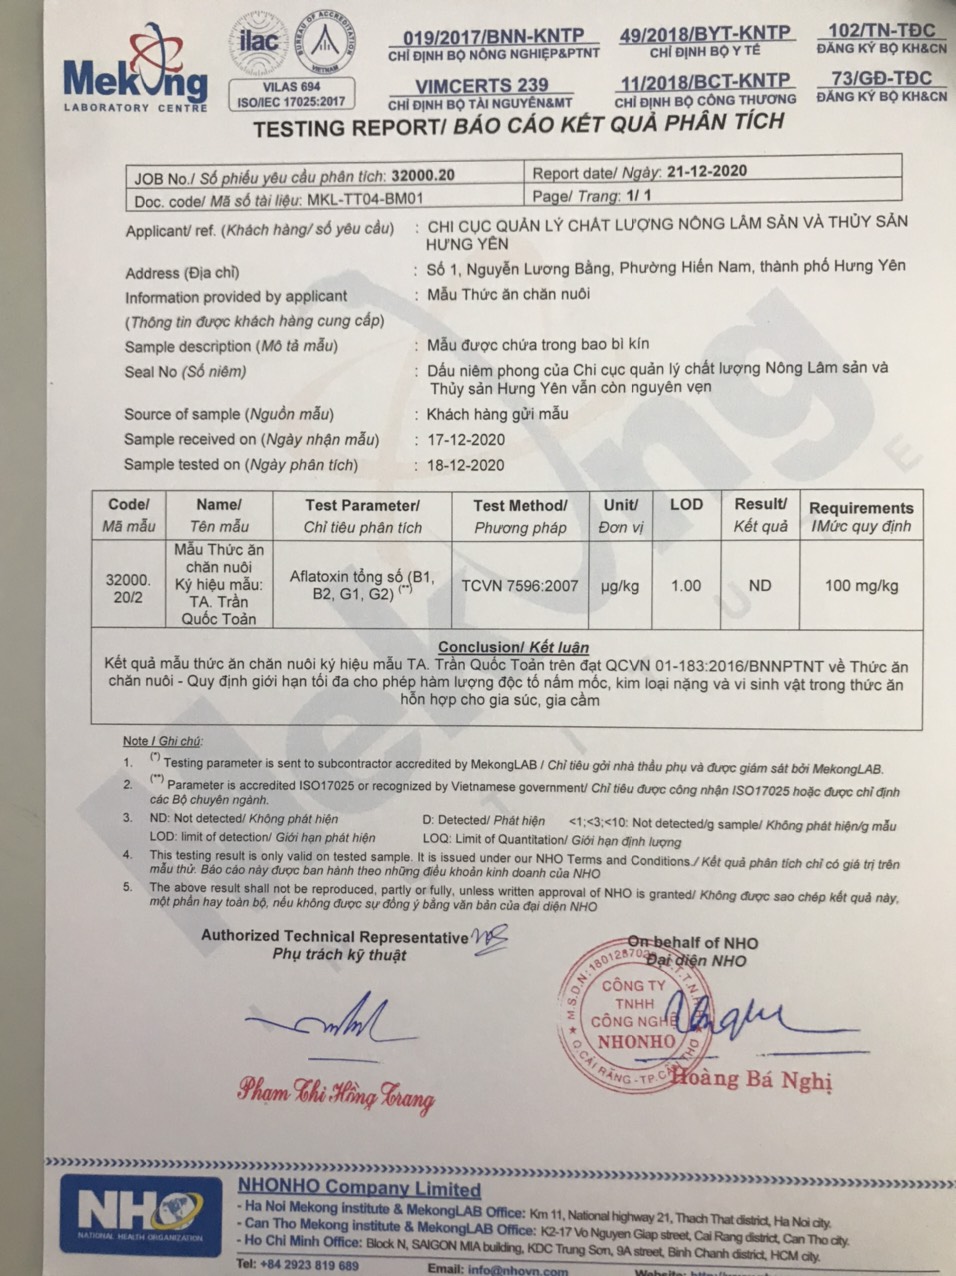 Mekong
LABORATORY CENTRE
ilac
BUREAU OF ACCREDITATION
VIETNAM
VILAS 694
ISO/IEC 17025:2017
019/2017/BNN-KNTP
CHỈ ĐỊNH BỘ NÔNG NGHIỆP&PTNT
VIMCERTS 239
CHỈ ĐỊNH BỘ TÀI NGUYÊN&MT
49/2018/BYT-KNTP
CHỈ ĐỊNH BỘ Y TẾ
11/2018/BCT-KNTP
CHỈ ĐỊNH BỘ CÔNG THƯƠNG
102/TN-TĐC
ĐĂNG KÝ BỘ KH&CN
73/GĐ-TĐC
ĐĂNG KÝ BỘ KH&CN
TESTING REPORT/ BÁO CÁO KẾT QUẢ PHÂN TÍCH
JOB No./ Số phiếu yêu cầu phân tích: 32000.20
Report date/ Ngày: 21-12-2020
Doc. code/ Mã số tài liệu: MKL-TT04-BM01
Page/ Trang: 1/ 1
Applicant/ ref. (Khách hàng/ số yêu cầu) : CHI CỤC QUẢN LÝ CHẤT LƯỢNG NÔNG LÂM SẢN VÀ THỦY SẢN
HƯNG YÊN
Address (Địa chỉ) : Số 1, Nguyễn Lương Bằng, Phường Hiến Nam, thành phố Hưng Yên
Information provided by applicant : Mẫu Thức ăn chăn nuôi
(Thông tin được khách hàng cung cấp)
Sample description (Mô tả mẫu) : Mẫu được chứa trong bao bì kín
Seal No (Số niêm) : Dấu niêm phong của Chi cục quản lý chất lượng Nông Lâm sản và
Thủy sản Hưng Yên vẫn còn nguyên vẹn
Source of sample (Nguồn mẫu) : Khách hàng gửi mẫu
Sample received on (Ngày nhận mẫu) : 17-12-2020
Sample tested on (Ngày phân tích) : 18-12-2020
Code/ Name/ Test Parameter/ Test Method/ Unit/ LOD Result/ Requirements
Mã mẫu Tên mẫu Chỉ tiêu phân tích Phương pháp Đơn vị Kết quả /Mức quy định
32000.
20/2
Mẫu Thức ăn
chăn nuôi
Ký hiệu mẫu:
TA. Trần
Quốc Toản
Aflatoxin tổng số (B1,
B2, G1, G2) (**)
TCVN 7596:2007
µg/kg
1.00
ND
100 mg/kg
Conclusion/ Kết luận
Kết quả mẫu thức ăn chăn nuôi ký hiệu mẫu TA. Trần Quốc Toản trên đạt QCVN 01-183:2016/BNNPTNT về Thức ăn
chăn nuôi - Quy định giới hạn tối đa cho phép hàm lượng độc tố nấm mốc, kim loại nặng và vi sinh vật trong thức ăn
hỗn hợp cho gia súc, gia cầm
Note / Ghi chú:
1. (*) Testing parameter is sent to subcontractor accredited by MekongLAB / Chỉ tiêu gởi nhà thầu phụ và được giám sát bởi MekongLAB.
2. (**) Parameter is accredited ISO17025 or recognized by Vietnamese government/ Chỉ tiêu được công nhận ISO17025 hoặc được chỉ định
các Bộ chuyên ngành.
3. ND: Not detected/ Không phát hiện D: Detected/ Phát hiện <1;<3;<10: Not detected/g sample/ Không phát hiện/g mẫu
LOD: limit of detection/ Giới hạn phát hiện LOQ: Limit of Quantitation/ Giới hạn định lượng
4. This testing result is only valid on tested sample. It is issued under our NHO Terms and Conditions./ Kết quả phân tích chỉ có giá trị trên
mẫu thử. Báo cáo này được ban hành theo những điều khoản kinh doanh của NHO
5. The above result shall not be reproduced, partly or fully, unless written approval of NHO is granted/ Không được sao chép kết quả này,
một phần hay toàn bộ, nếu không được sự đồng ý bằng văn bản của đại diện NHO
Authorized Technical Representative
Phụ trách kỹ thuật
On behalf of NHO
Đại diện NHO
CÔNG TY
TNHH
CÔNG NGHỆ
NHONHO
Q.CÁI RĂNG-TP.CẦN THƠ
Phạm Thị Hồng Trang
Hoàng Bá Nghị
NHO
NATIONAL HEALTH ORGANIZATION
NHONHO Company Limited
- Ha Noi Mekong institute & MekongLAB Office: Km 11, National highway 21, Thach That district, Ha Noi city.
- Can Tho Mekong institute & MekongLAB Office: K2-17 Vo Nguyen Giap street, Cai Rang district, Can Tho city.
- Ho Chi Minh Office: Block N, SAIGON MIA building, KDC Trung Son, 9A street, Binh Chanh district, HCM city.
Tel: +84 2923 819 689 Email: info@nhovn.com